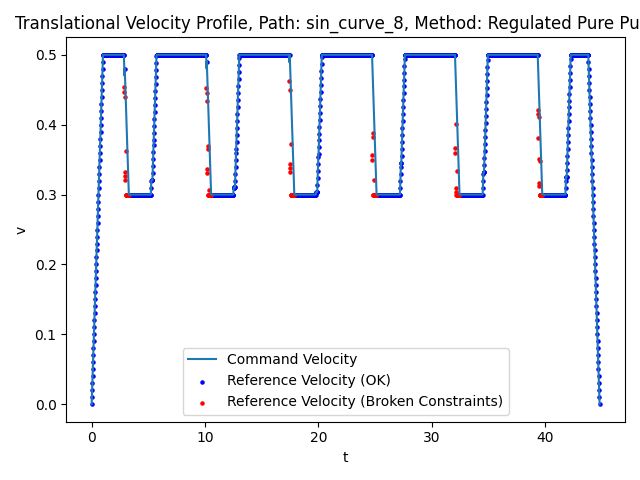 Translational Velocity Profile, Path: sin_curve_8, Method: Regulated Pure Pu
0.5
0.4
0.3
0.2
0.1
0.0
v
Command Velocity
Reference Velocity (OK)
Reference Velocity (Broken Constraints)
0 10 20 30 40
t